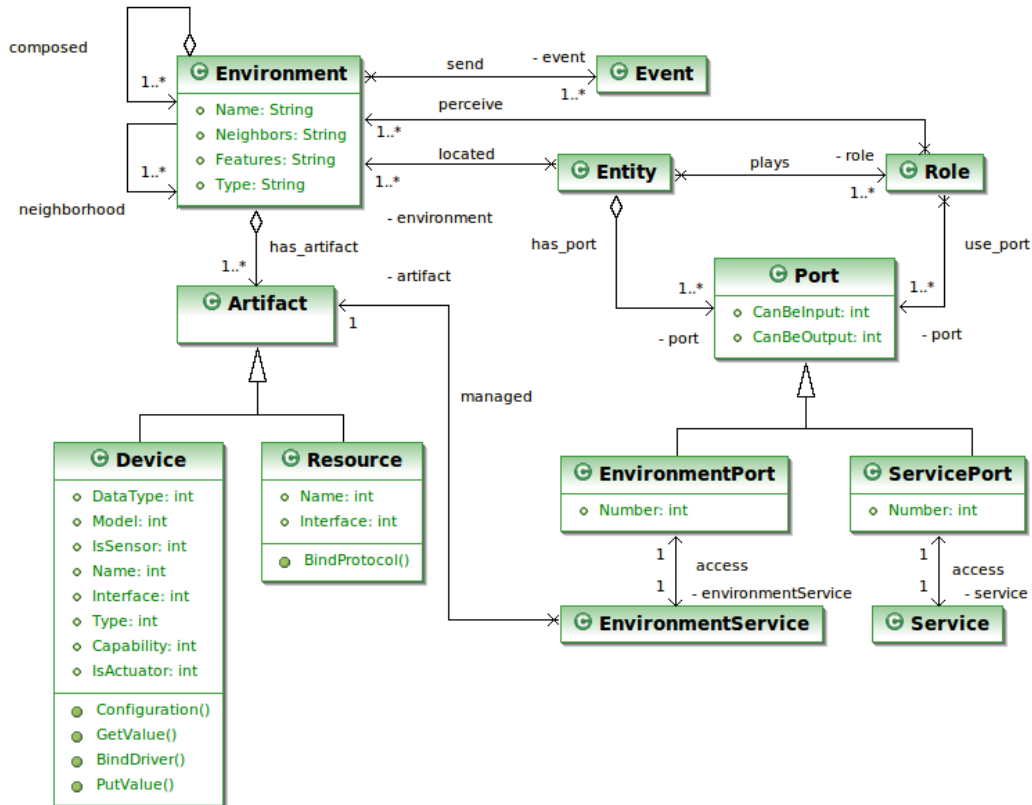 composed
1..*
C Environment
Name: String
Neighbors: String
Features: String
Type: String
1..*
neighborhood
send
- event
1..*
C Event
perceive
1..*
located
1..*
C Entity
plays
- role
1..*
C Role
- environment
has_artifact
1..*
- artifact
1
C Artifact
has_port
1..*
- port
use_port
1..*
- port
C Port
CanBeInput: int
CanBeOutput: int
managed
C Device
DataType: int
Model: int
IsSensor: int
Name: int
Interface: int
Type: int
Capability: int
IsActuator: int
Configuration()
GetValue()
BindDriver()
PutValue()
C Resource
Name: int
Interface: int
BindProtocol()
C EnvironmentPort
Number: int
C ServicePort
Number: int
1
access
1
- environmentService
1
access
1
- service
C EnvironmentService
C Service